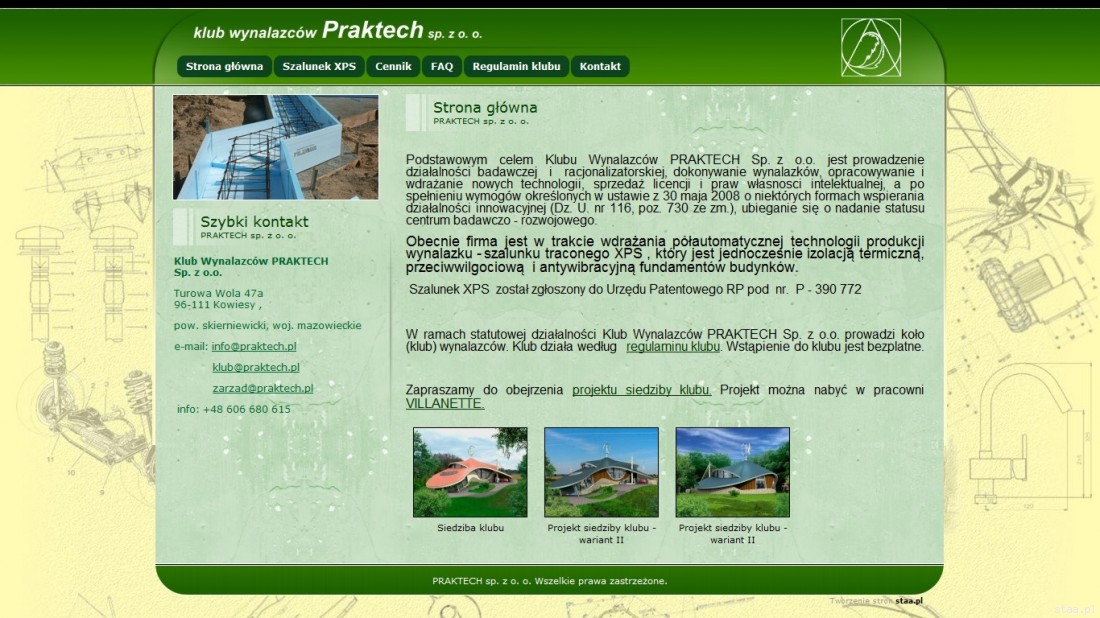 klub wynalazców Praktech sp. z o. o.
Strona główna
Szalunek XPS
Cennik
FAQ
Regulamin klubu
Kontakt
Szybki kontakt
PRAKTECH sp. z o. o.
Klub Wynalazców PRAKTECH
Sp. z o.o.
Turowa Wola 47a
96-111 Kowiesy ,
pow. skierniewicki, woj. mazowieckie
e-mail: info@praktech.pl
klub@praktech.pl
zarzad@praktech.pl
info: +48 606 680 615
Strona główna
PRAKTECH sp. z o. o.
Podstawowym celem Klubu Wynalazców PRAKTECH Sp. z o.o. jest prowadzenie
działalności badawczej i racjonalizatorskiej, dokonywanie wynalazków, opracowywanie i
wdrażanie nowych technologii, sprzedaż licencji i praw własnosci intelektualnej, a po
spełnieniu wymogów określonych w ustawie z 30 maja 2008 o niektórych formach wspierania
działalności innowacyjnej (Dz. U. nr 116, poz. 730 ze zm.), ubieganie się o nadanie statusu
centrum badawczo - rozwojowego.
Obecnie firma jest w trakcie wdrażania półautomatycznej technologii produkcji
wynalazku - szalunku traconego XPS , który jest jednocześnie izolacją termiczną,
przeciwwilgociową i antywibracyjną fundamentów budynków.
Szalunek XPS został zgłoszony do Urzędu Patentowego RP pod nr. P - 390 772
W ramach statutowej działalności Klub Wynalazców PRAKTECH Sp. z o.o. prowadzi koło
(klub) wynalazców. Klub działa według regulaminu klubu. Wstąpienie do klubu jest bezpłatne.
Zapraszamy do obejrzenia projektu siedziby klubu. Projekt można nabyć w pracowni
VILLANETTE.
Siedziba klubu
Projekt siedziby klubu -
wariant II
Projekt siedziby klubu -
wariant II
PRAKTECH sp. z o. o. Wszelkie prawa zastrzeżone.
Tworzenie stron staa.pl
staa.pl